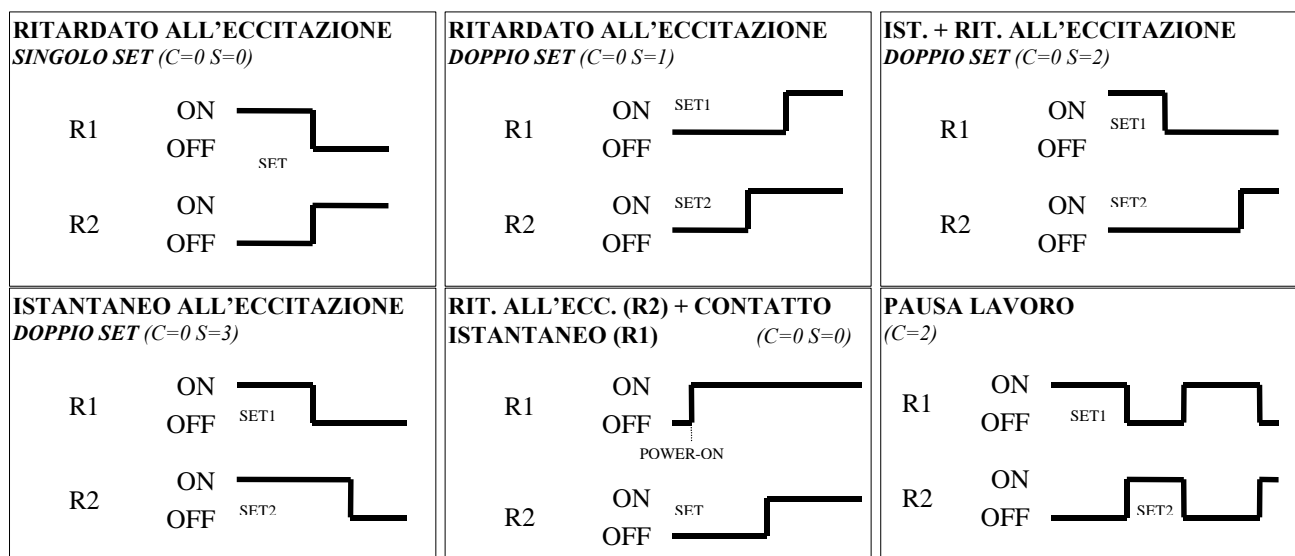 RITARDATO ALL'ECCITAZIONE
SINGOLO SET (C=0 S=0)
R1
ON
OFF
SET
R2
ON
OFF
RITARDATO ALL'ECCITAZIONE
DOPPIO SET (C=0 S=1)
R1
ON
OFF
SET1
R2
ON
OFF
SET2
IST. + RIT. ALL'ECCITAZIONE
DOPPIO SET (C=0 S=2)
R1
ON
OFF
SET1
R2
ON
OFF
SET2
ISTANTANEO ALL'ECCITAZIONE
DOPPIO SET (C=0 S=3)
R1
ON
OFF
SET1
R2
ON
OFF
SET2
RIT. ALL'ECC. (R2) + CONTATTO
ISTANTANEO (R1) (C=0 S=0)
R1
ON
OFF
POWER-ON
R2
ON
OFF
SET
PAUSA LAVORO
(C=2)
R1
ON
OFF
SET1
R2
ON
OFF
SET2